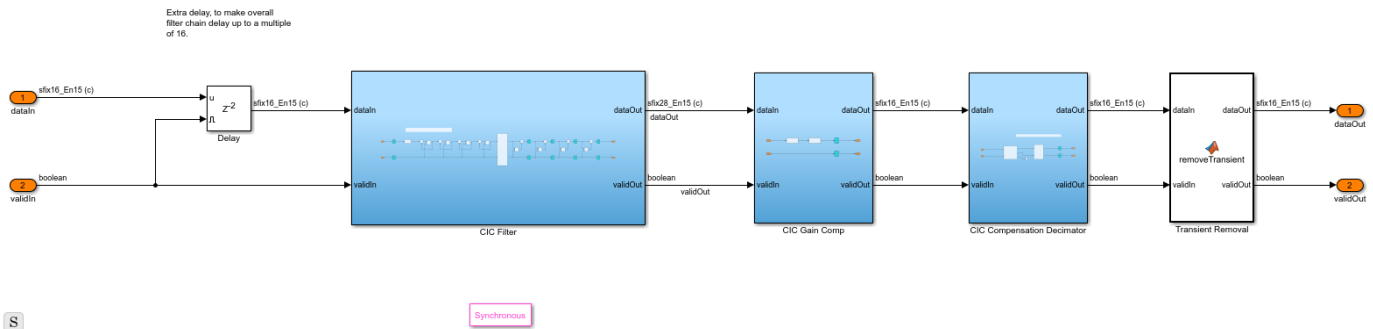 Extra delay, to make overall
filter chain delay up to a multiple
of 16.
1
dataIn
sfix16_En15 (c)
u
Z-2
Delay
sfix16_En15 (c)
dataIn
dataOut
validIn
validOut
CIC Filter
sfix28_En15 (c)
dataOut
boolean
validOut
dataIn
dataOut
validIn
validOut
CIC Gain Comp
sfix16_En15 (c)
boolean
dataIn
dataOut
validIn
validOut
CIC Compensation Decimator
sfix16_En15 (c)
boolean
dataIn
dataOut
removeTransient
validIn
validOut
Transient Removal
sfix16_En15 (c)
1
dataOut
boolean
2
validOut
2
validIn
boolean
Synchronous
S